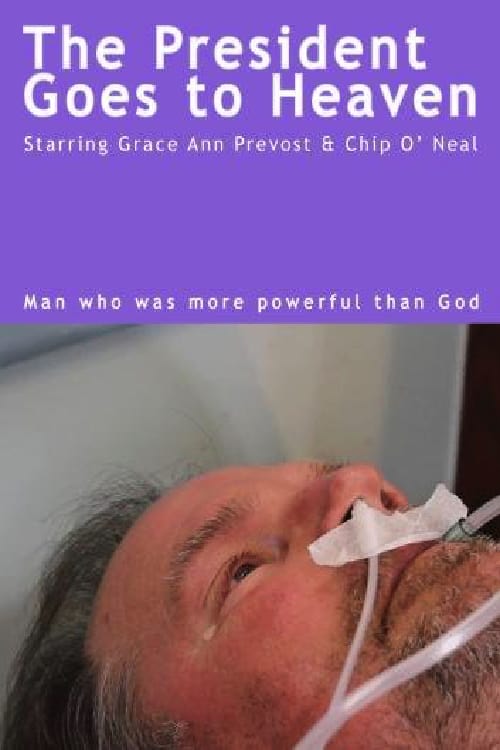 The President
Goes to Heaven
Starring Grace Ann Prevost & Chip O' Neal
Man who was more powerful than God